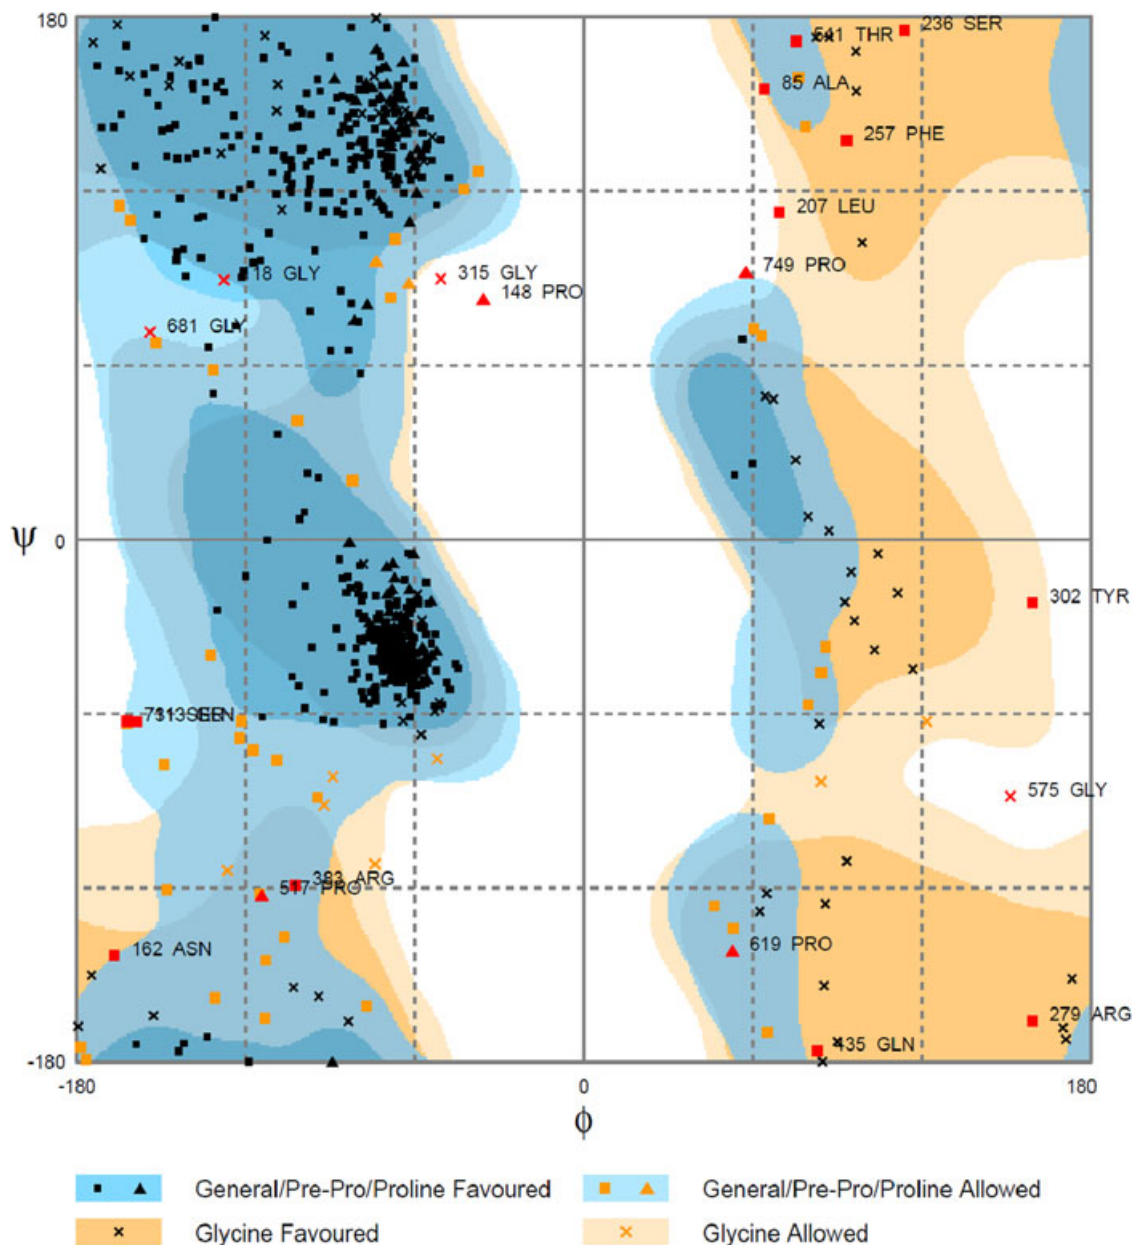 180
541 THR
236 SER
85 ALA
257 PHE
207 LEU
749 PRO
18 GLY
315 GLY
148 PRO
681 GLY
ψ
0
302 TYR
575 GLY
383 ARG
517 PRO
162 ASN
619 PRO
279 ARG
435 GLN
-180
-180
0
180
ϕ
General/Pre-Pro/Proline Favoured
General/Pre-Pro/Proline Allowed
Glycine Favoured
Glycine Allowed